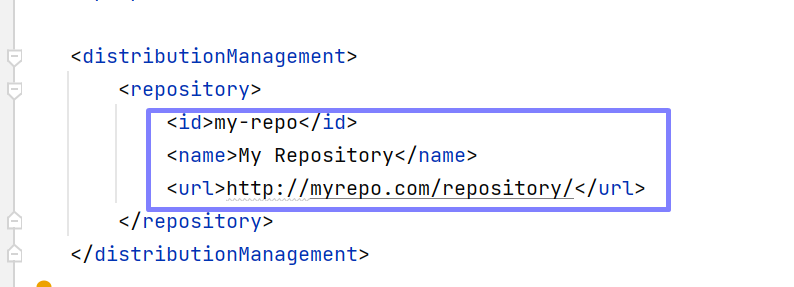 <distributionManagement>
<repository>
<id>my-repo</id>
<name>My Repository</name>
<url>http://myrepo.com/repository/</url>
</repository>
</distributionManagement>